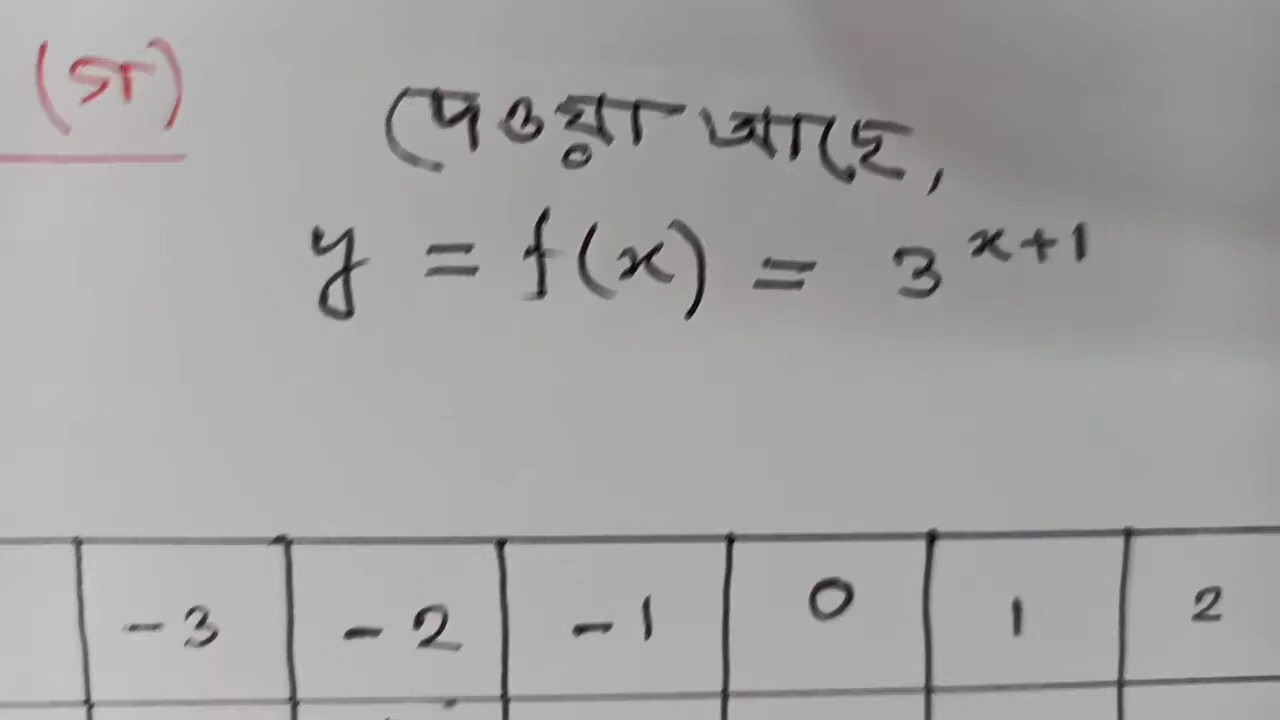 (গ)
দেওয়া আছে,
y = f(x) = 3^{x+1}
-3 -2 -1 0 1 2